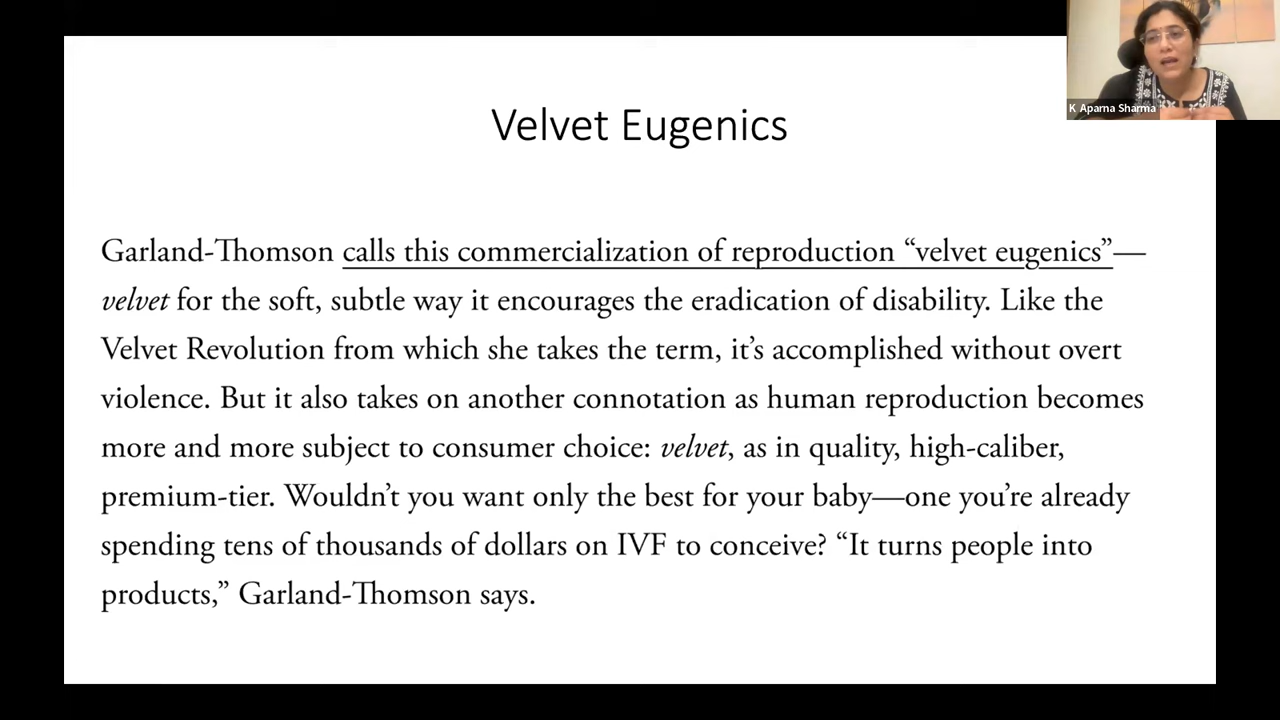 K Aparna Sharma
Velvet Eugenics
Garland-Thomson calls this commercialization of reproduction “velvet eugenics”—
velvet for the soft, subtle way it encourages the eradication of disability. Like the
Velvet Revolution from which she takes the term, it’s accomplished without overt
violence. But it also takes on another connotation as human reproduction becomes
more and more subject to consumer choice: velvet, as in quality, high-caliber,
premium-tier. Wouldn’t you want only the best for your baby—one you’re already
spending tens of thousands of dollars on IVF to conceive? “It turns people into
products,” Garland-Thomson says.